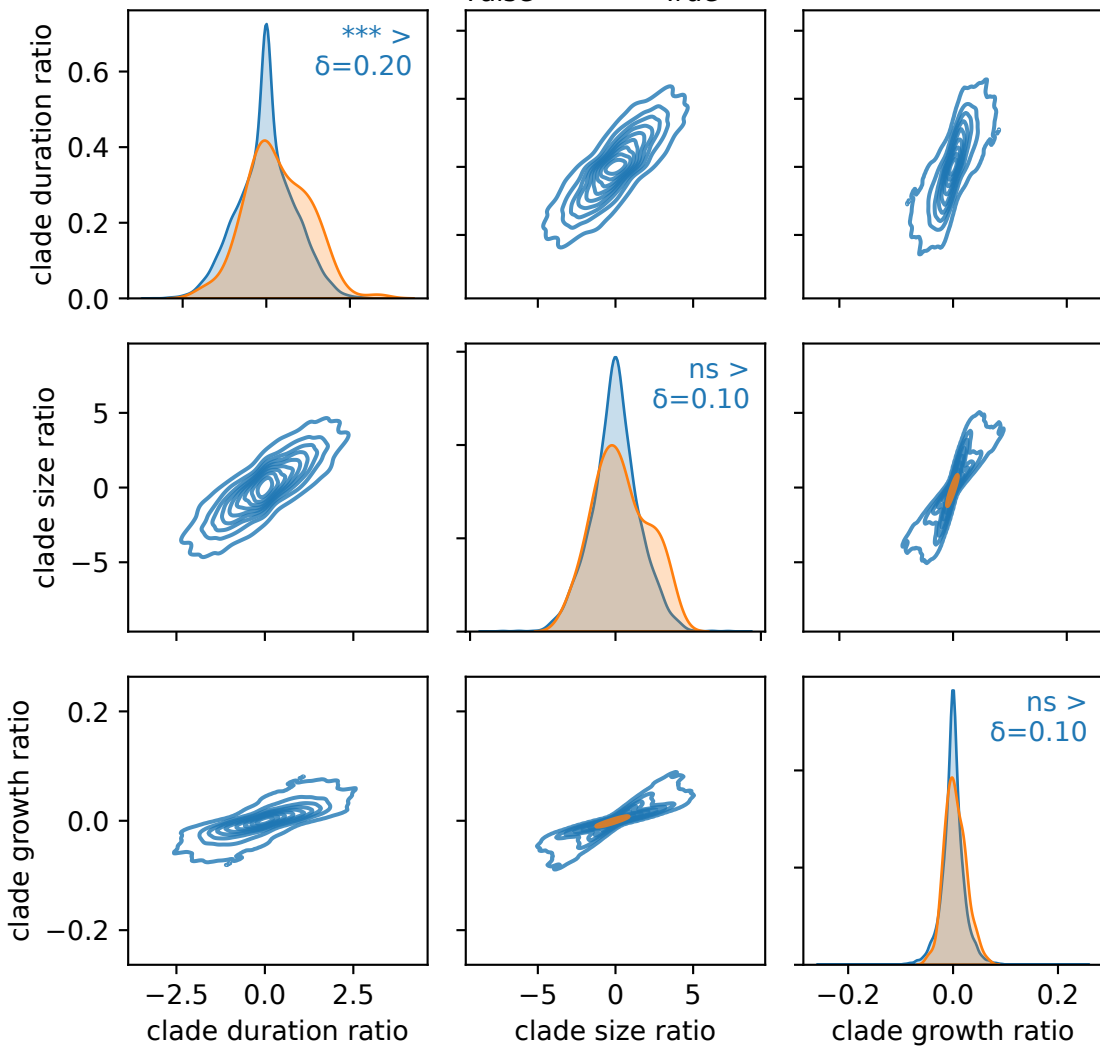 clade duration ratio
0.6
0.4
0.2
0.0
*** >
δ=0.20
clade size ratio
5
0
−5
ns >
δ=0.10
clade growth ratio
0.2
0.0
−0.2
ns >
δ=0.10
−2.5 0.0 2.5
clade duration ratio
−5 0 5
clade size ratio
−0.2 0.0 0.2
clade growth ratio